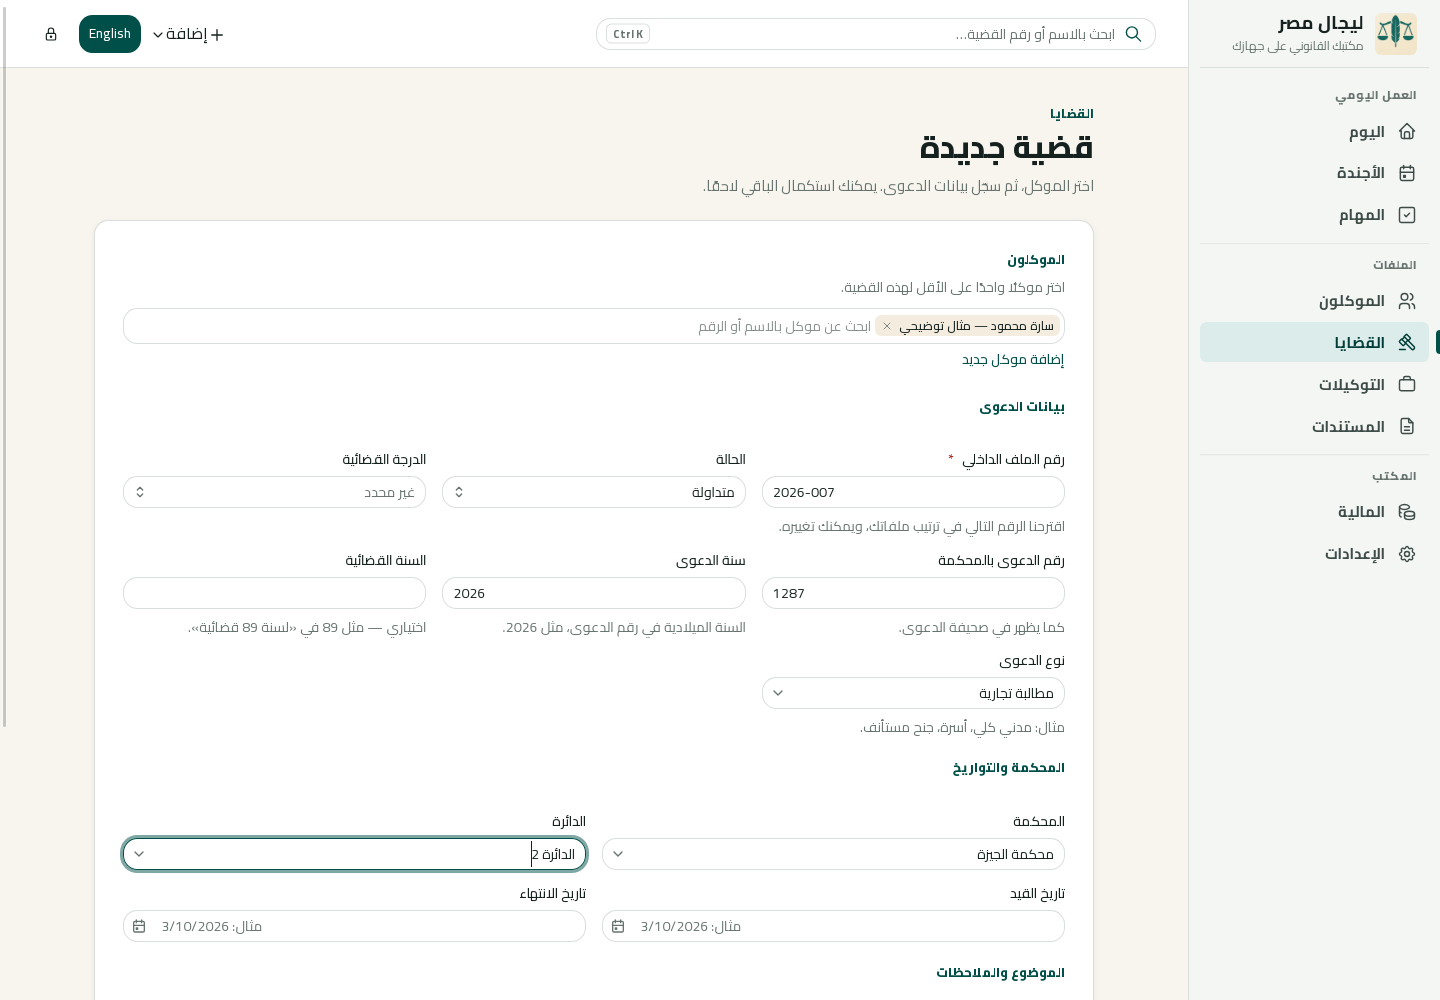 ليجال مصر
مكتبك القانوني على جهازك
العمل اليومي
اليوم
الأجندة
المهام
الملفات
الموكلون
القضايا
التوكيلات
المستندات
المكتب
المالية
الإعدادات
ابحث بالاسم أو رقم القضية...
Ctrl K
إضافة
English
القضايا
قضية جديدة
اختر الموكل، ثم سجّل بيانات الدعوى. يمكنك استكمال الباقي لاحقًا.
الموكلون
اختر موكلًا واحدًا على الأقل لهذه القضية.
سارة محمود — مثال توضيحي ابحث عن موكل بالاسم أو الرقم
إضافة موكل جديد
بيانات الدعوى
رقم الملف الداخلي * الحالة الدرجة القضائية
2026-007 متداولة غير محدد
اقترحنا الرقم التالي في ترتيب ملفاتك، ويمكنك تغييره.
رقم الدعوى بالمحكمة سنة الدعوى السنة القضائية
1287 2026
كما يظهر في صحيفة الدعوى. السنة الميلادية في رقم الدعوى، مثل 2026. اختياري — مثل 89 في «لسنة 89 قضائية».
نوع الدعوى
مطالبة تجارية
مثال: مدني كلي، أسرة، جنح مستأنف.
المحكمة والتواريخ
المحكمة الدائرة
محكمة الجيزة الدائرة 2
تاريخ القيد تاريخ الانتهاء
مثال: 3/10/2026 مثال: 3/10/2026
الموضوع والملاحظات